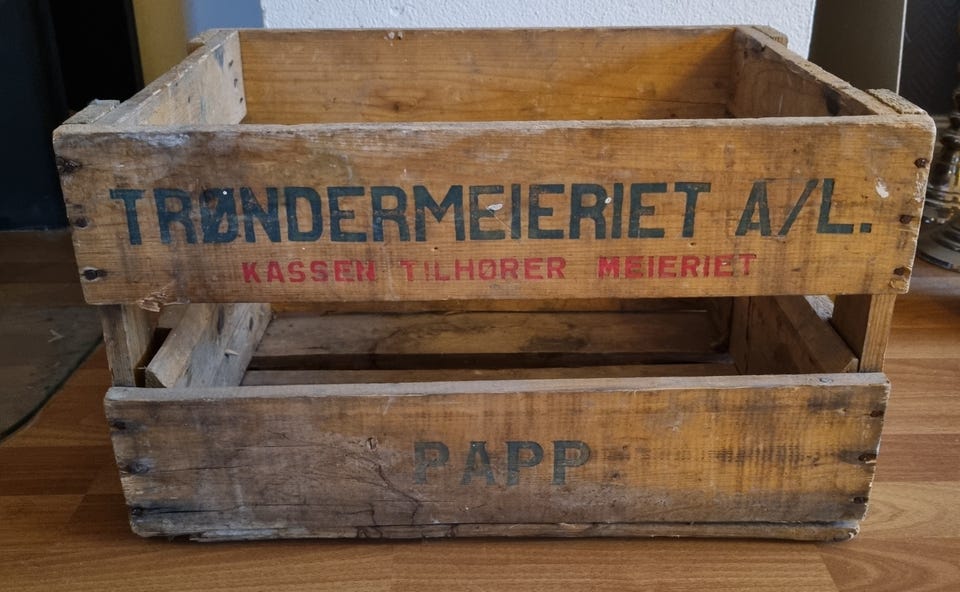 TRØNDERMEIERIET A/L.
KASSEN TILHØRER MEIERIET
PAPP